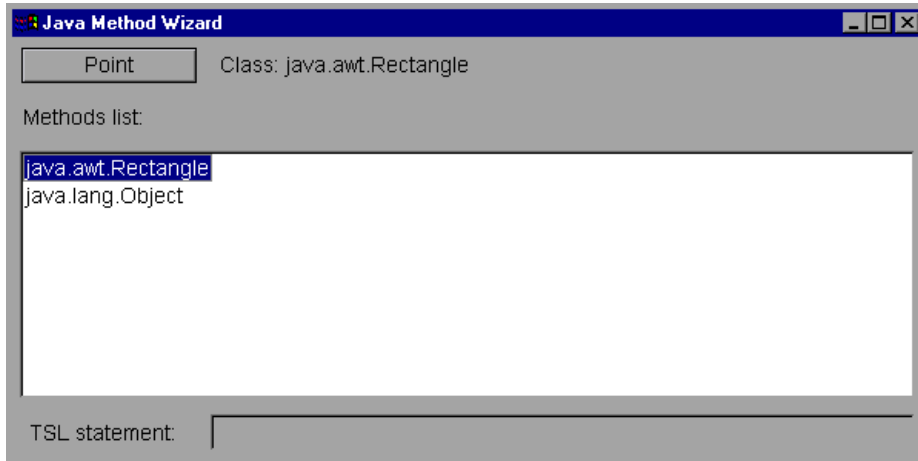 Java Method Wizard
Point Class: java.awt.Rectangle
Methods list:
java.awt.Rectangle
java.lang.Object
TSL statement: